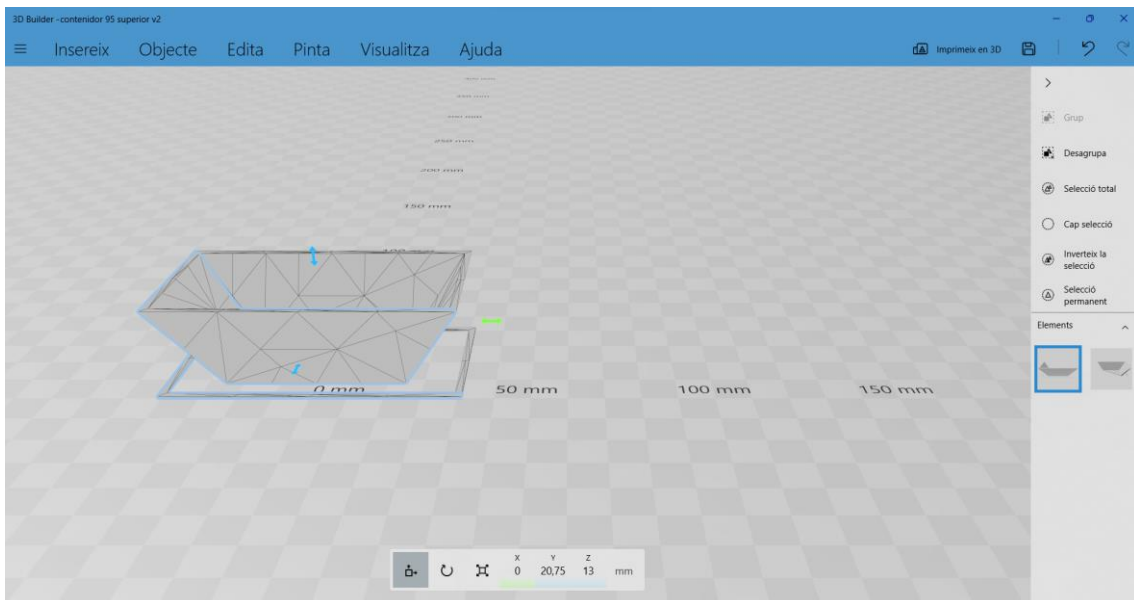 3D Builder - contenidor 95 superior v2
Insereix Objecte Edita Pinta Visualitza Ajuda Imprimeix en 3D
250 mm
200 mm
150 mm
100 mm
0 mm 50 mm 100 mm 150 mm
Grup
Desagrupa
Selecció total
Cap selecció
Inverteix la
selecció
Selecció
permanent
Elements
X Y Z
0 20,75 13 mm